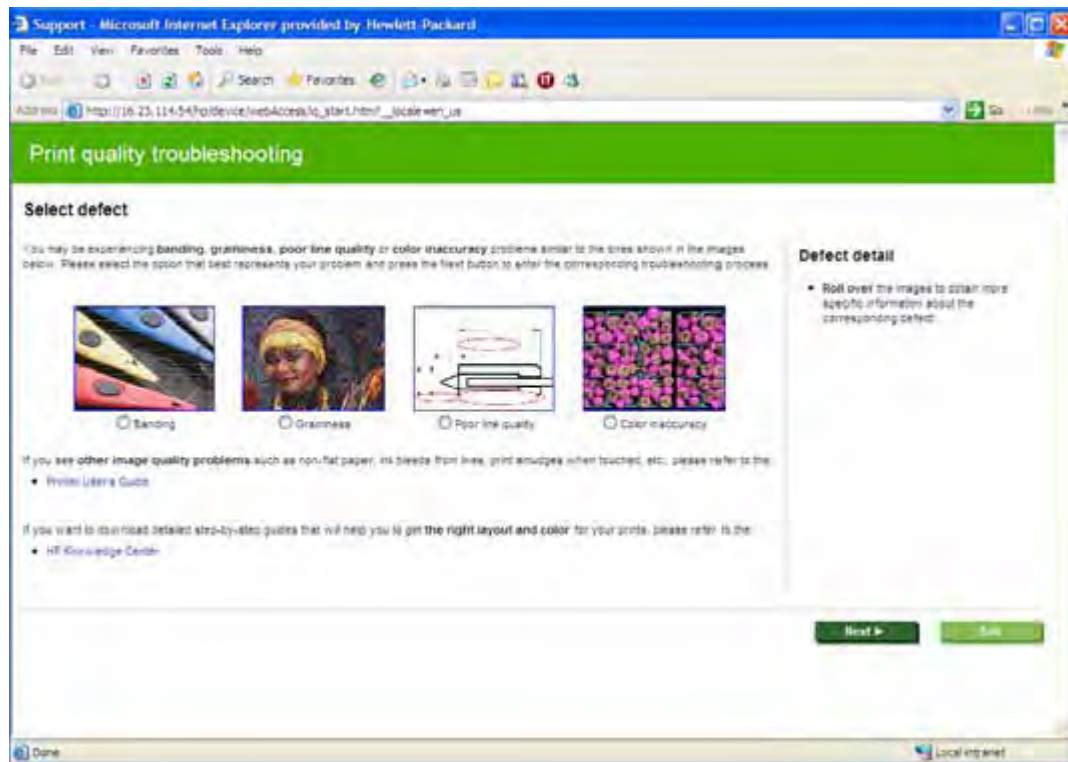 Support - Microsoft Internet Explorer provided by Hewlett-Packard
File Edit View Favorites Tools Help
Search Favorites
Address
Go
Print quality troubleshooting
Select defect
You may be experiencing banding, graininess, poor line quality or color inaccuracy problems similar to the ones shown in the images
below. Please select the option that best represents your problem and press the Next button to enter the corresponding troubleshooting process
Defect detail
• Roll over the images to obtain more
specific information about the
corresponding defect
Banding
Graininess
Poor line quality
Color inaccuracy
If you see other image quality problems such as non-flat paper, ink bleeds from lines, print smudges when touched, etc., please refer to the:
• Printer User's Guide
If you want to download detailed step-by-step guides that will help you to get the right layout and color for your prints, please refer to the:
• HP Knowledge Center
Next
Exit
Done
Local intranet